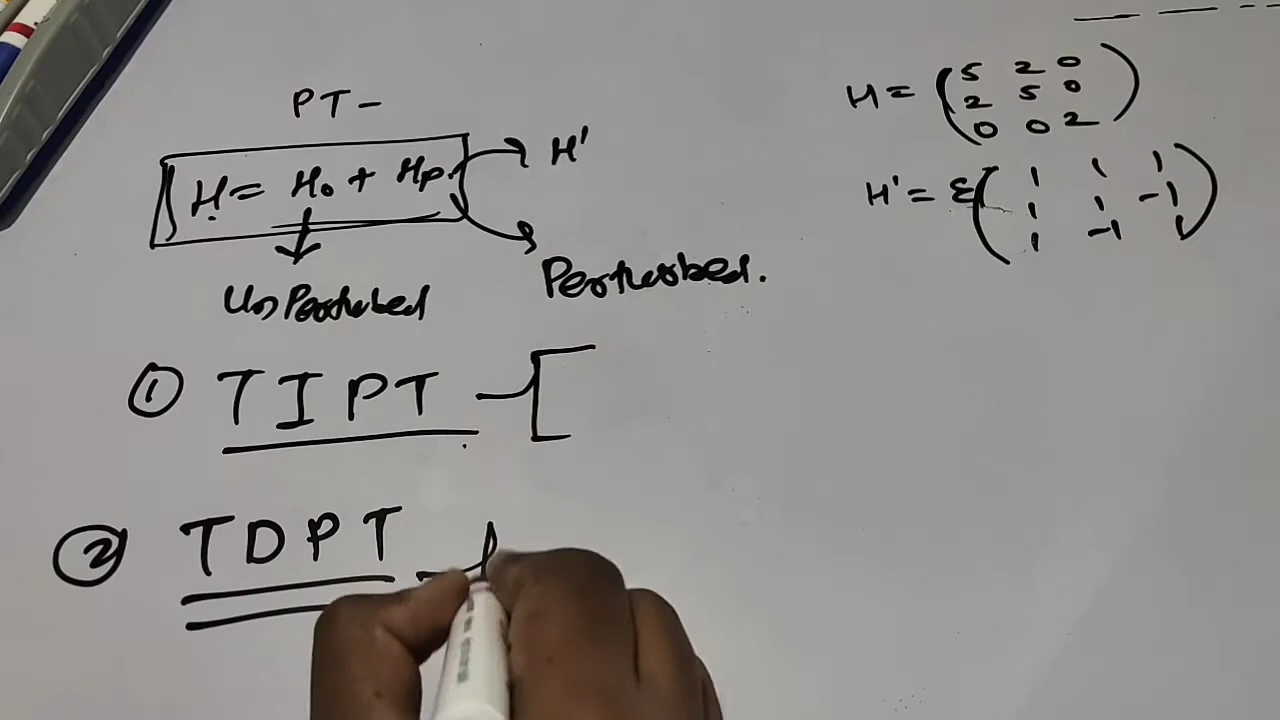 PT -
H = H₀ + Hp
H'
UnPerturbed
Perturbed.
① TIPT -
② TDPT -
H = ( 5 2 0
2 5 0
0 0 2 )
H' = ε ( 1 1 1
1 1 -1
1 -1 1 )